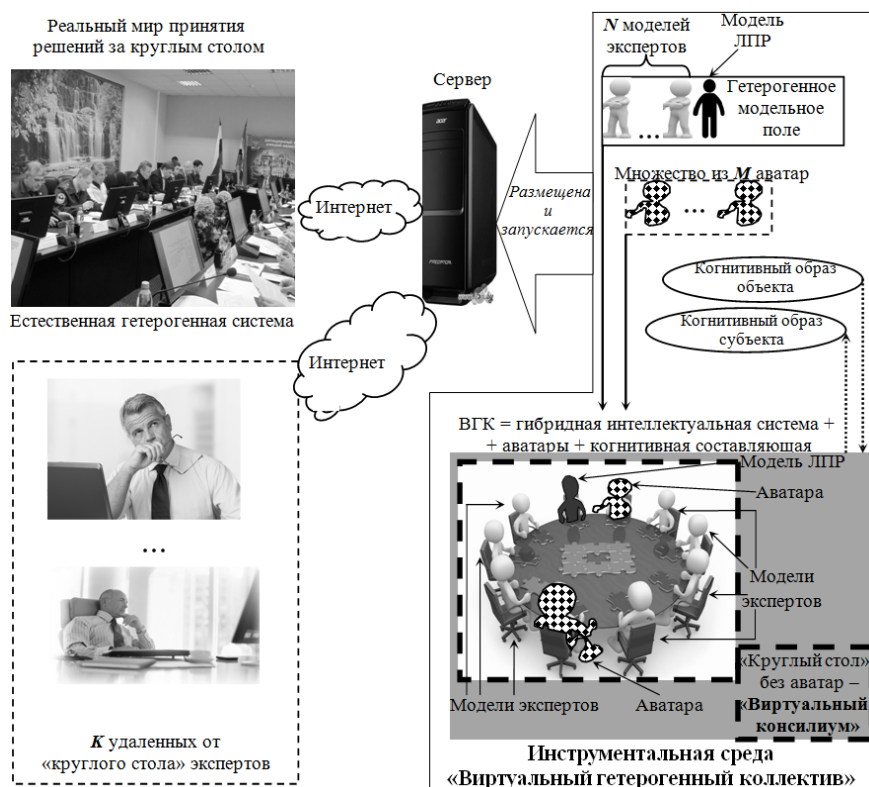 Реальный мир принятия
решений за круглым столом
Естественная гетерогенная система
Интернет
Интернет
Сервер
acer
PREDATOR
Размещена
и
запускается
N моделей
экспертов
Модель
ЛПР
...
Гетерогенное
модельное
поле
Множество из M аватар
...
Когнитивный образ
объекта
Когнитивный образ
субъекта
ВГК = гибридная интеллектуальная система +
+ аватары + когнитивная составляющая
Модель ЛПР
Аватара
Модели
экспертов
Модели экспертов
Аватара
«Круглый стол»
без аватар –
«Виртуальный
консилиум»
Инструментальная среда
«Виртуальный гетерогенный коллектив»
...
K удаленных от
«круглого стола» экспертов